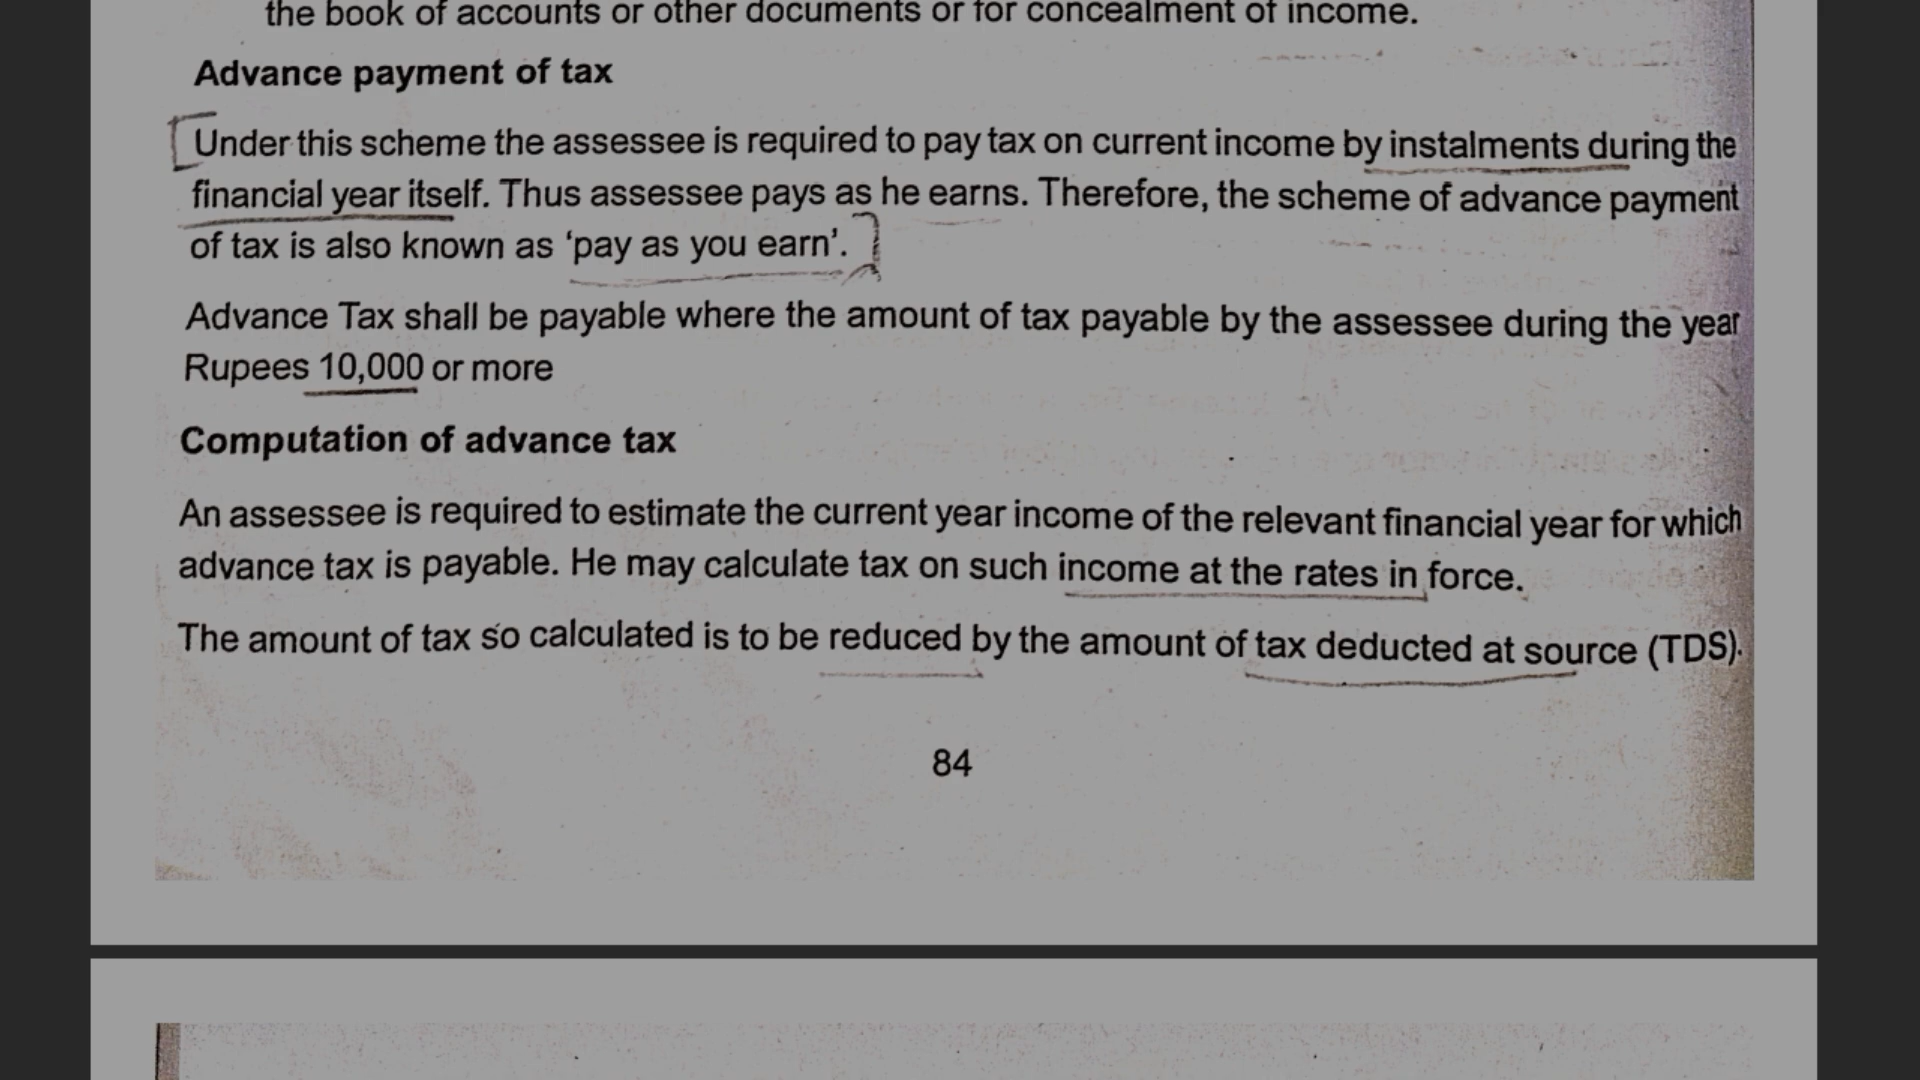 the book of accounts or other documents or for concealment of income.
Advance payment of tax
Under this scheme the assessee is required to pay tax on current income by instalments during the
financial year itself. Thus assessee pays as he earns. Therefore, the scheme of advance payment
of tax is also known as ‘pay as you earn’.
Advance Tax shall be payable where the amount of tax payable by the assessee during the year
Rupees 10,000 or more
Computation of advance tax
An assessee is required to estimate the current year income of the relevant financial year for which
advance tax is payable. He may calculate tax on such income at the rates in force.
The amount of tax so calculated is to be reduced by the amount of tax deducted at source (TDS).
84